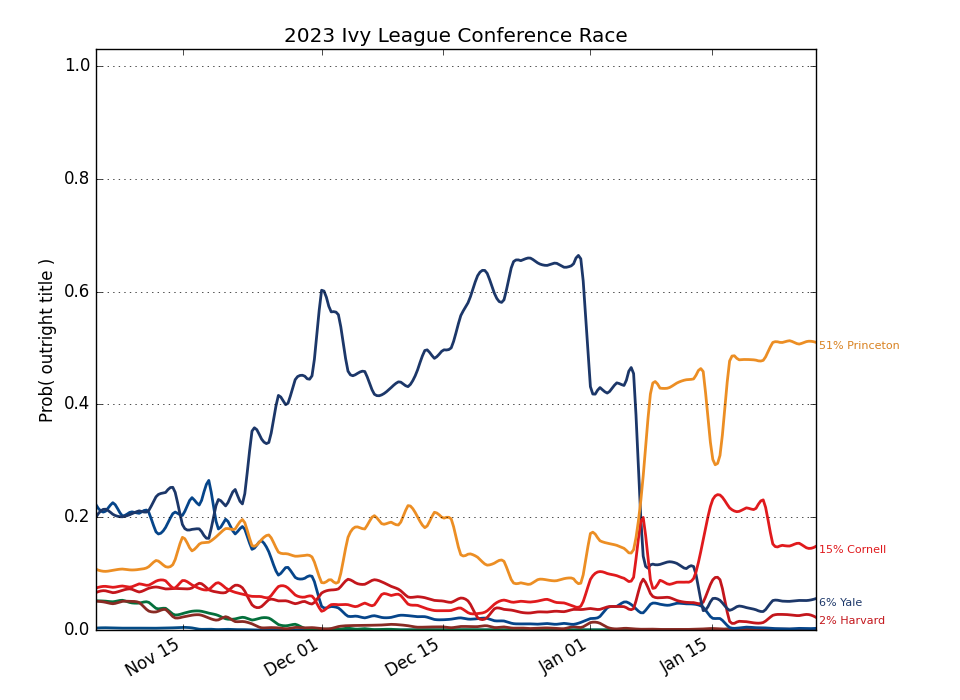 2023 Ivy League Conference Race
Prob( outright title )
1.0
0.8
0.6
0.4
0.2
0.0
Nov 15
Dec 01
Dec 15
Jan 01
Jan 15
51% Princeton
15% Cornell
6% Yale
2% Harvard